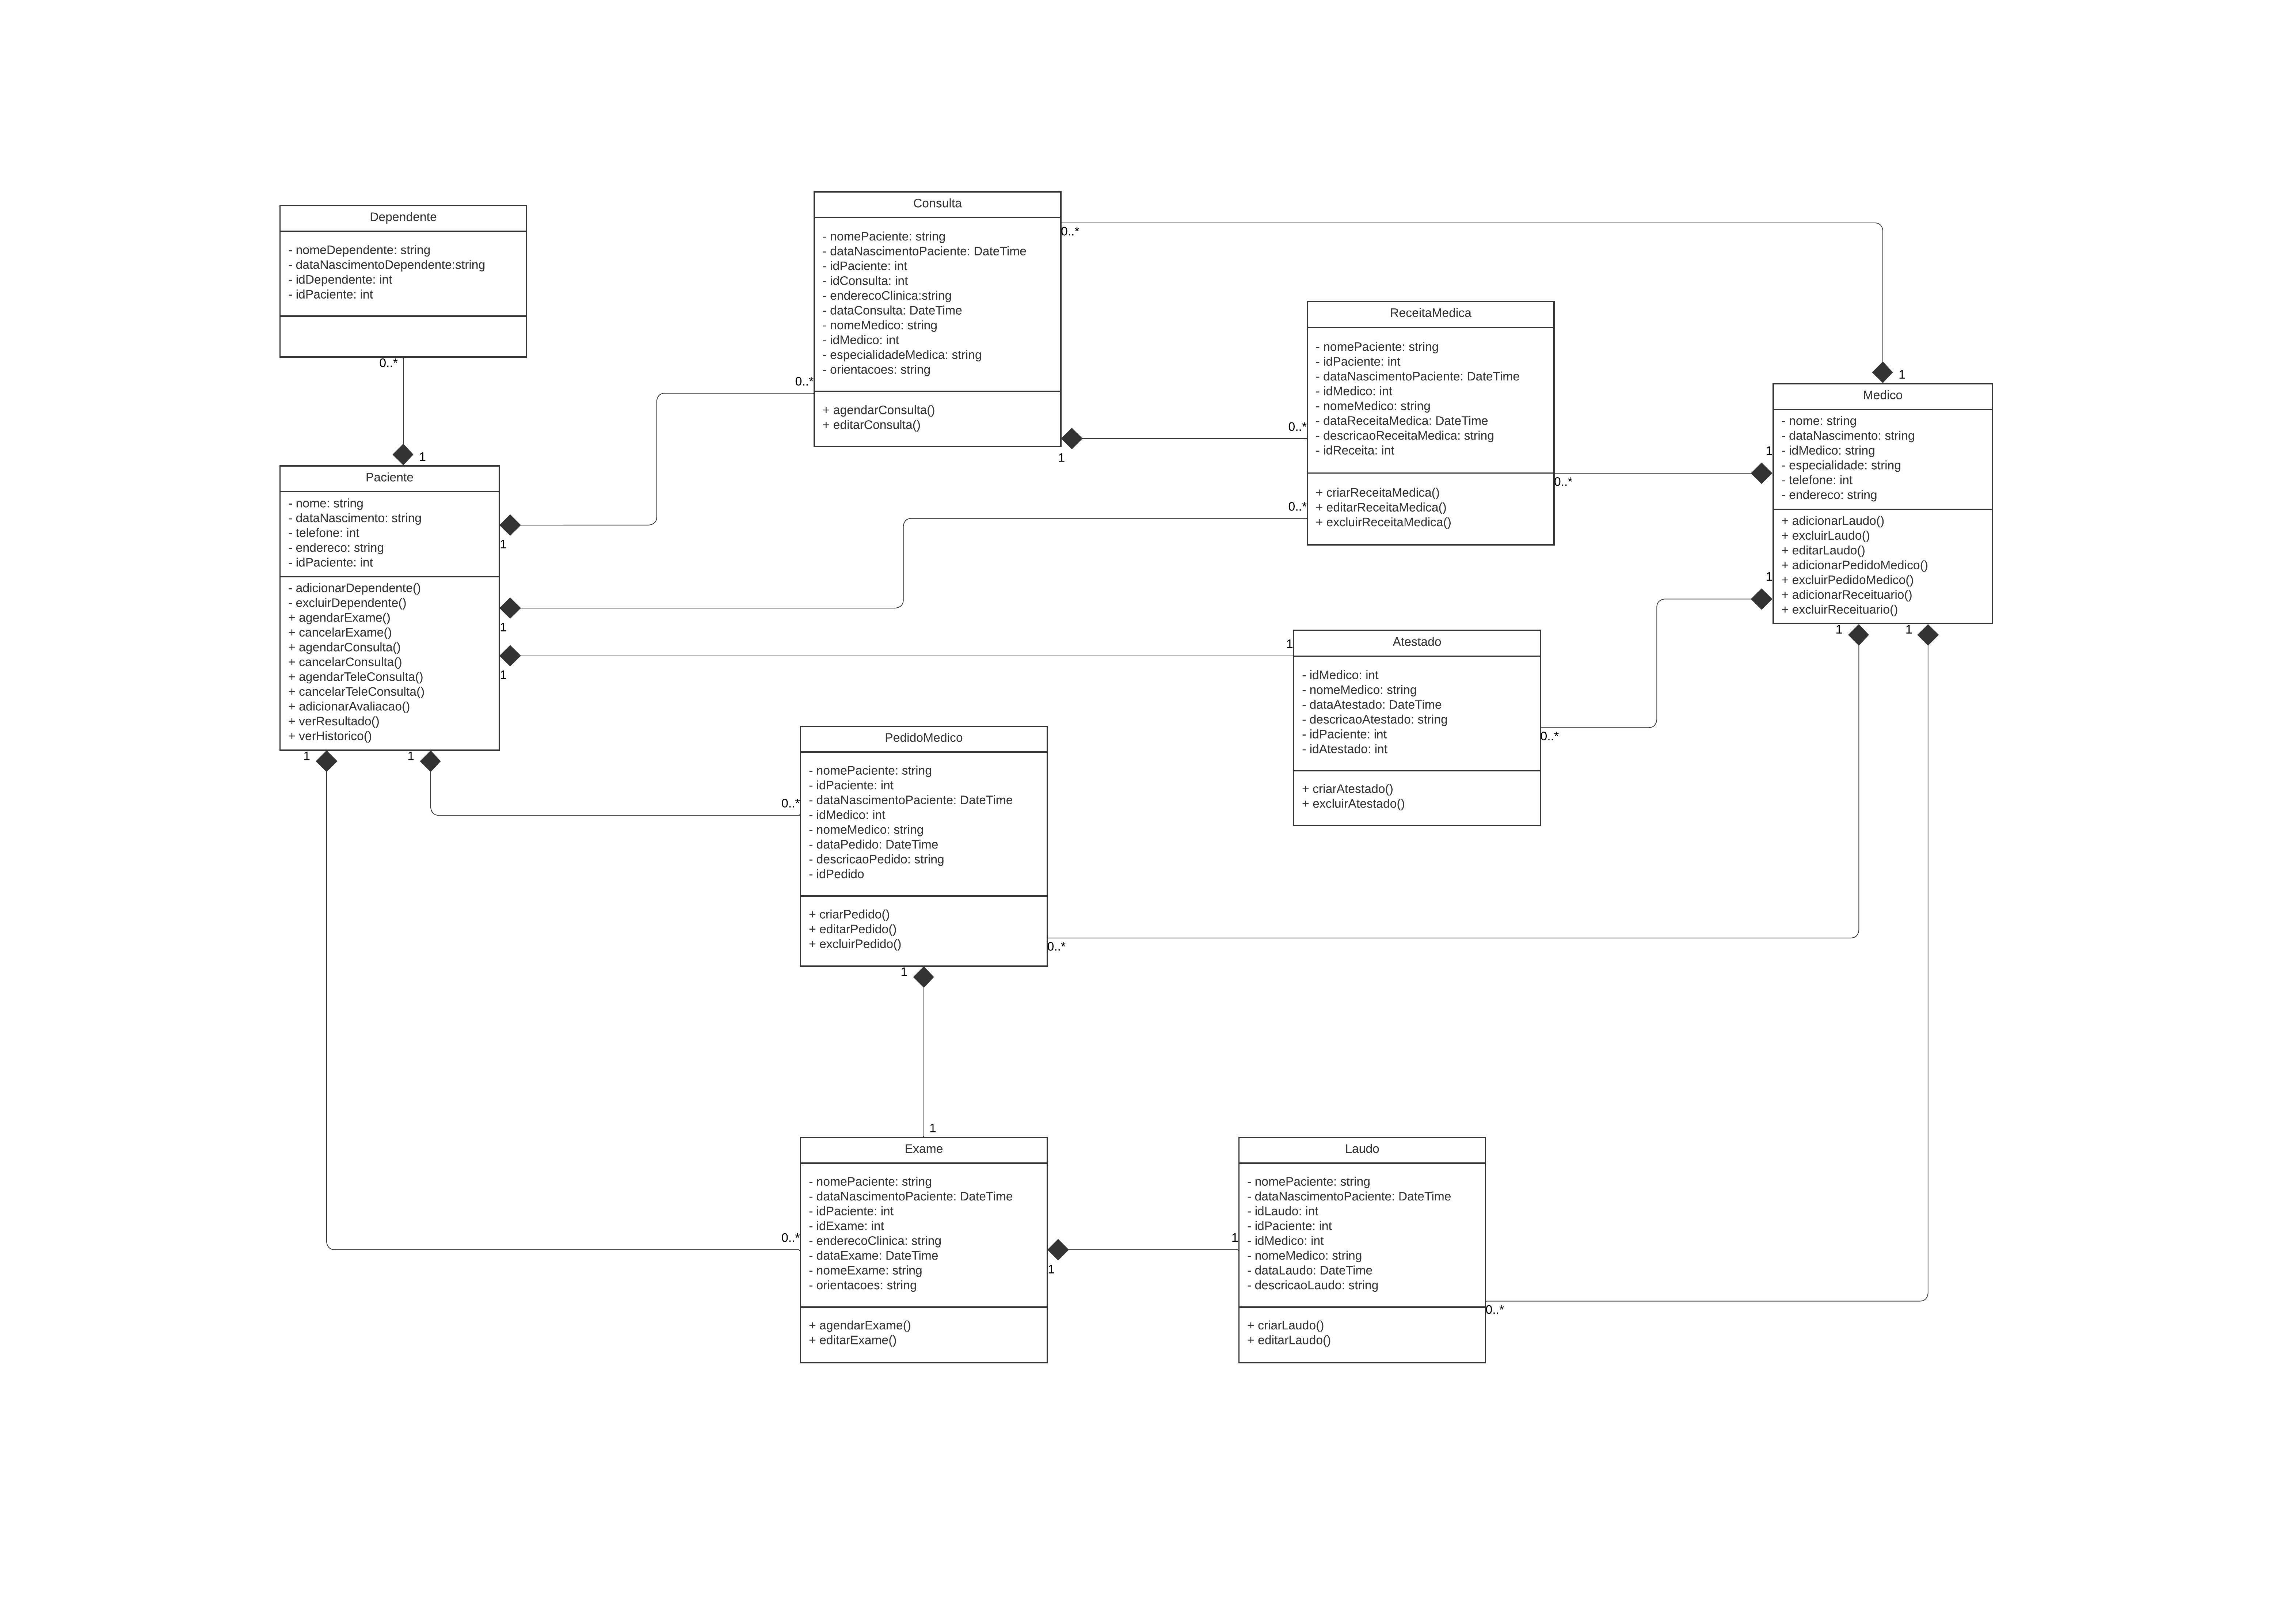 Dependente
- nomeDependente: string
- dataNascimentoDependente:string
- idDependente: int
- idPaciente: int
0..*
1
Paciente
- nome: string
- dataNascimento: string
- telefone: int
- endereco: string
- idPaciente: int
- adicionarDependente()
- excluirDependente()
+ agendarExame()
+ cancelarExame()
+ agendarConsulta()
+ cancelarConsulta()
+ agendarTeleConsulta()
+ cancelarTeleConsulta()
+ adicionarAvaliacao()
+ verResultado()
+ verHistorico()
1
1
1
1
1
Consulta
- nomePaciente: string
- dataNascimentoPaciente: DateTime
- idPaciente: int
- idConsulta: int
- enderecoClinica:string
- dataConsulta: DateTime
- nomeMedico: string
- idMedico: int
- especialidadeMedica: string
- orientacoes: string
+ agendarConsulta()
+ editarConsulta()
0..*
0..*
1
ReceitaMedica
- nomePaciente: string
- idPaciente: int
- dataNascimentoPaciente: DateTime
- idMedico: int
- nomeMedico: string
- dataReceitaMedica: DateTime
- descricaoReceitaMedica: string
- idReceita: int
+ criarReceitaMedica()
+ editarReceitaMedica()
+ excluirReceitaMedica()
0..*
0..*
0..*
Medico
- nome: string
- dataNascimento: string
- idMedico: string
- especialidade: string
- telefone: int
- endereco: string
+ adicionarLaudo()
+ excluirLaudo()
+ editarLaudo()
+ adicionarPedidoMedico()
+ excluirPedidoMedico()
+ adicionarReceituario()
+ excluirReceituario()
1
1
1
1
1
Atestado
- idMedico: int
- nomeMedico: string
- dataAtestado: DateTime
- descricaoAtestado: string
- idPaciente: int
- idAtestado: int
+ criarAtestado()
+ excluirAtestado()
1
0..*
PedidoMedico
- nomePaciente: string
- idPaciente: int
- dataNascimentoPaciente: DateTime
- idMedico: int
- nomeMedico: string
- dataPedido: DateTime
- descricaoPedido: string
- idPedido
+ criarPedido()
+ editarPedido()
+ excluirPedido()
0..*
0..*
1
1
Exame
- nomePaciente: string
- dataNascimentoPaciente: DateTime
- idPaciente: int
- idExame: int
- enderecoClinica: string
- dataExame: DateTime
- nomeExame: string
- orientacoes: string
+ agendarExame()
+ editarExame()
0..*
1
Laudo
- nomePaciente: string
- dataNascimentoPaciente: DateTime
- idLaudo: int
- idPaciente: int
- idMedico: int
- nomeMedico: string
- dataLaudo: DateTime
- descricaoLaudo: string
+ criarLaudo()
+ editarLaudo()
1
0..*